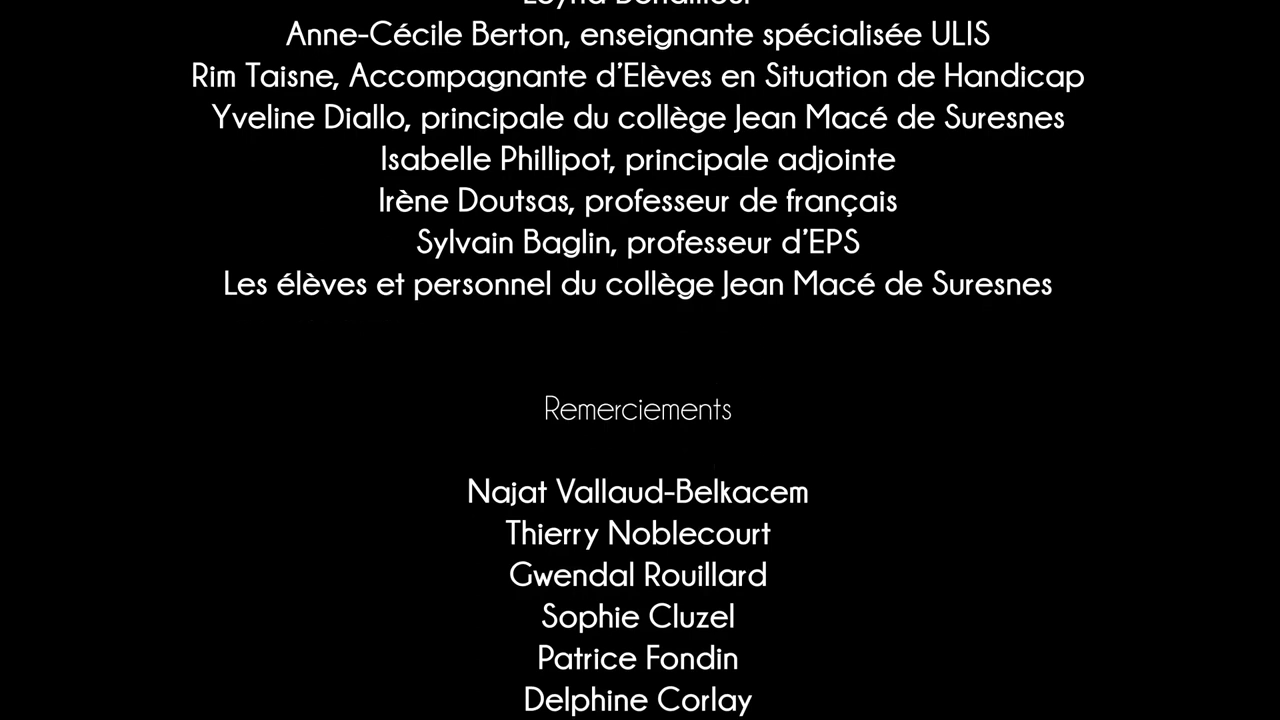 Anne-Cécile Berton, enseignante spécialisée ULIS
Rim Taisne, Accompagnante d'Elèves en Situation de Handicap
Yveline Diallo, principale du collège Jean Macé de Suresnes
Isabelle Phillipot, principale adjointe
Irène Doutsas, professeur de français
Sylvain Baglin, professeur d'EPS
Les élèves et personnel du collège Jean Macé de Suresnes
Remerciements
Najat Vallaud-Belkacem
Thierry Noblecourt
Gwendal Rouillard
Sophie Cluzel
Patrice Fondin
Delphine Corlay